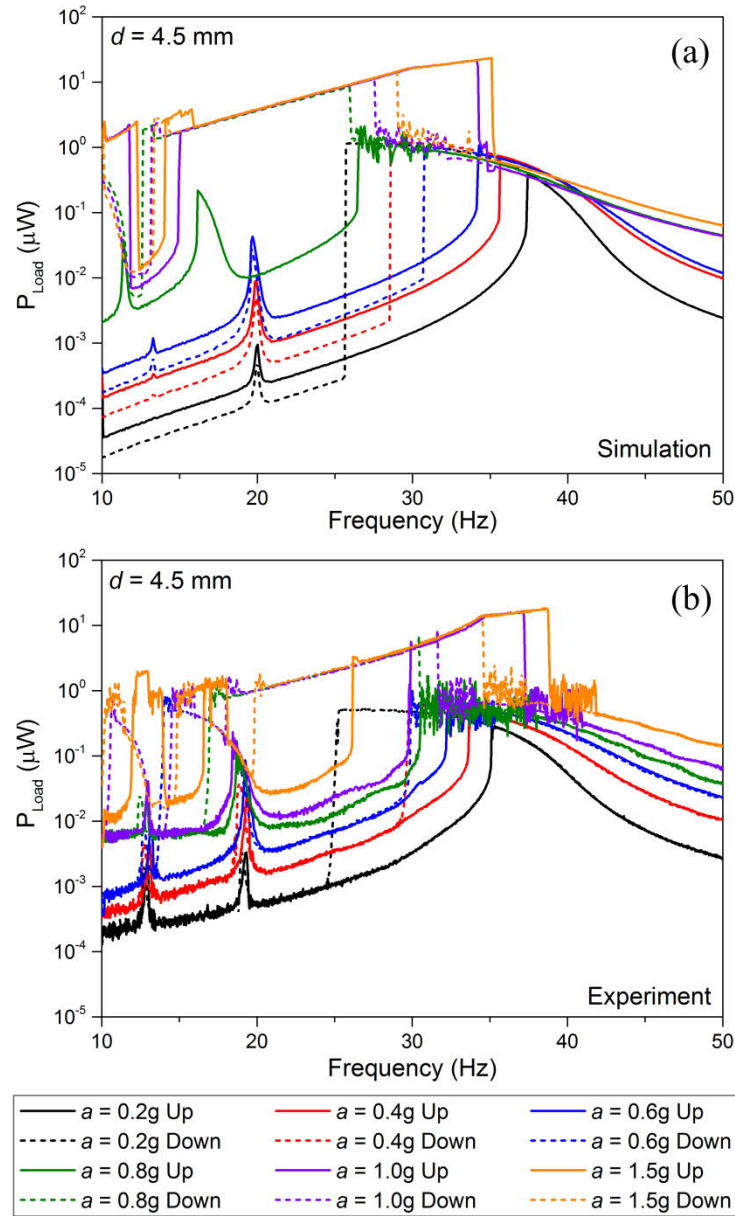 d = 4.5 mm
(a)
10²
10¹
10⁰
10⁻¹
10⁻²
10⁻³
10⁻⁴
10⁻⁵
P_Load (µW)
Simulation
10 20 30 40 50
Frequency (Hz)
d = 4.5 mm
(b)
10²
10¹
10⁰
10⁻¹
10⁻²
10⁻³
10⁻⁴
10⁻⁵
P_Load (µW)
Experiment
10 20 30 40 50
Frequency (Hz)
a = 0.2g Up a = 0.4g Up a = 0.6g Up
a = 0.2g Down a = 0.4g Down a = 0.6g Down
a = 0.8g Up a = 1.0g Up a = 1.5g Up
a = 0.8g Down a = 1.0g Down a = 1.5g Down